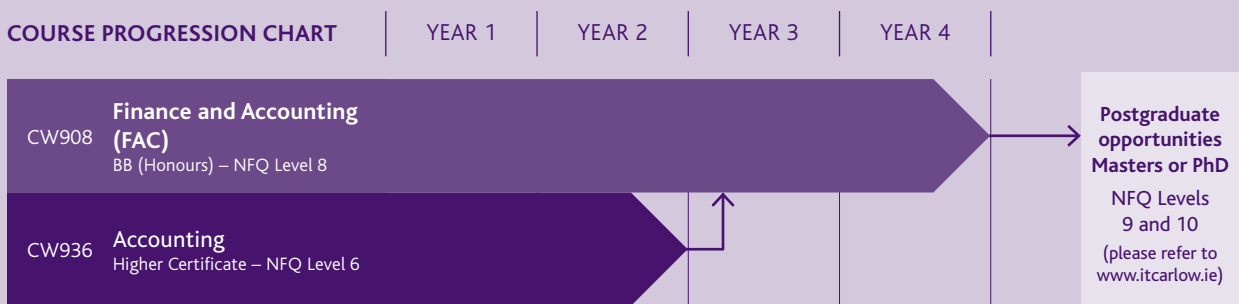 COURSE PROGRESSION CHART
YEAR 1
YEAR 2
YEAR 3
YEAR 4
CW908
Finance and Accounting
(FAC)
BB (Honours) – NFQ Level 8
Postgraduate
opportunities
Masters or PhD
NFQ Levels
9 and 10
(please refer to
www.itcarlow.ie)
CW936
Accounting
Higher Certificate – NFQ Level 6